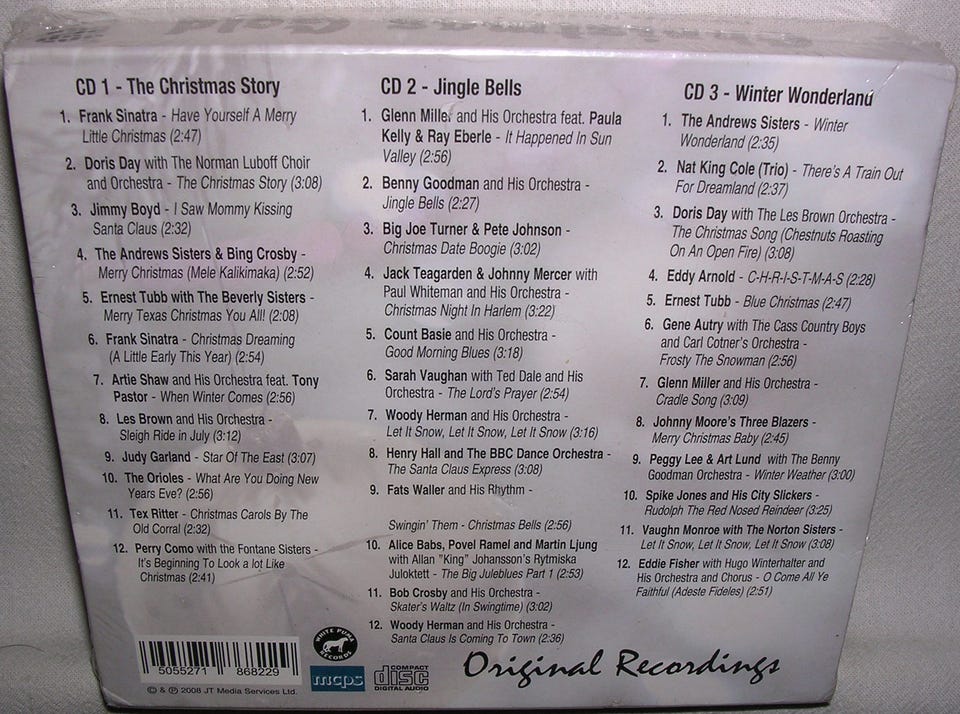 Christmas Gold
CD 1 - The Christmas Story
1. Frank Sinatra - Have Yourself A Merry
Little Christmas (2:47)
2. Doris Day with The Norman Luboff Choir
and Orchestra - The Christmas Story (3:08)
3. Jimmy Boyd - I Saw Mommy Kissing
Santa Claus (2:32)
4. The Andrews Sisters & Bing Crosby -
Merry Christmas (Mele Kalikimaka) (2:52)
5. Ernest Tubb with The Beverly Sisters -
Merry Texas Christmas You All! (2:08)
6. Frank Sinatra - Christmas Dreaming
(A Little Early This Year) (2:54)
7. Artie Shaw and His Orchestra feat. Tony
Pastor - When Winter Comes (2:56)
8. Les Brown and His Orchestra -
Sleigh Ride in July (3:12)
9. Judy Garland - Star Of The East (3:07)
10. The Orioles - What Are You Doing New
Years Eve? (2:56)
11. Tex Ritter - Christmas Carols By The
Old Corral (2:32)
12. Perry Como with the Fontane Sisters -
It's Beginning To Look a lot Like
Christmas (2:41)
CD 2 - Jingle Bells
1. Glenn Miller and His Orchestra feat. Paula
Kelly & Ray Eberle - It Happened In Sun
Valley (2:56)
2. Benny Goodman and His Orchestra -
Jingle Bells (2:27)
3. Big Joe Turner & Pete Johnson -
Christmas Date Boogie (3:02)
4. Jack Teagarden & Johnny Mercer with
Paul Whiteman and His Orchestra -
Christmas Night In Harlem (3:22)
5. Count Basie and His Orchestra -
Good Morning Blues (3:18)
6. Sarah Vaughan with Ted Dale and His
Orchestra - The Lord's Prayer (2:54)
7. Woody Herman and His Orchestra -
Let It Snow, Let It Snow, Let It Snow (3:16)
8. Henry Hall and The BBC Dance Orchestra -
The Santa Claus Express (3:08)
9. Fats Waller and His Rhythm -
Swingin' Them - Christmas Bells (2:56)
10. Alice Babs, Povel Ramel and Martin Ljung
with Allan "King" Johansson's Rytmiska
Juloktett - The Big Juleblues Part 1 (2:53)
11. Bob Crosby and His Orchestra -
Skater's Waltz (In Swingtime) (3:02)
12. Woody Herman and His Orchestra -
Santa Claus Is Coming To Town (2:36)
CD 3 - Winter Wonderland
1. The Andrews Sisters - Winter
Wonderland (2:35)
2. Nat King Cole (Trio) - There's A Train Out
For Dreamland (2:37)
3. Doris Day with The Les Brown Orchestra -
The Christmas Song (Chestnuts Roasting
On An Open Fire) (3:08)
4. Eddy Arnold - C-H-R-I-S-T-M-A-S (2:28)
5. Ernest Tubb - Blue Christmas (2:47)
6. Gene Autry with The Cass Country Boys
and Carl Cotner's Orchestra -
Frosty The Snowman (2:56)
7. Glenn Miller and His Orchestra -
Cradle Song (3:09)
8. Johnny Moore's Three Blazers -
Merry Christmas Baby (2:45)
9. Peggy Lee & Art Lund with The Benny
Goodman Orchestra - Winter Weather (3:00)
10. Spike Jones and His City Slickers -
Rudolph The Red Nosed Reindeer (3:25)
11. Vaughn Monroe with The Norton Sisters -
Let It Snow, Let It Snow, Let It Snow (3:08)
12. Eddie Fisher with Hugo Winterhalter and
His Orchestra and Chorus - O Come All Ye
Faithful (Adeste Fideles) (2:51)
5055271 868229
© & ℗ 2008 JT Media Services Ltd.
WHITE PUMA
RECORDS
mcps
COMPACT
disc
DIGITAL AUDIO
Original Recordings